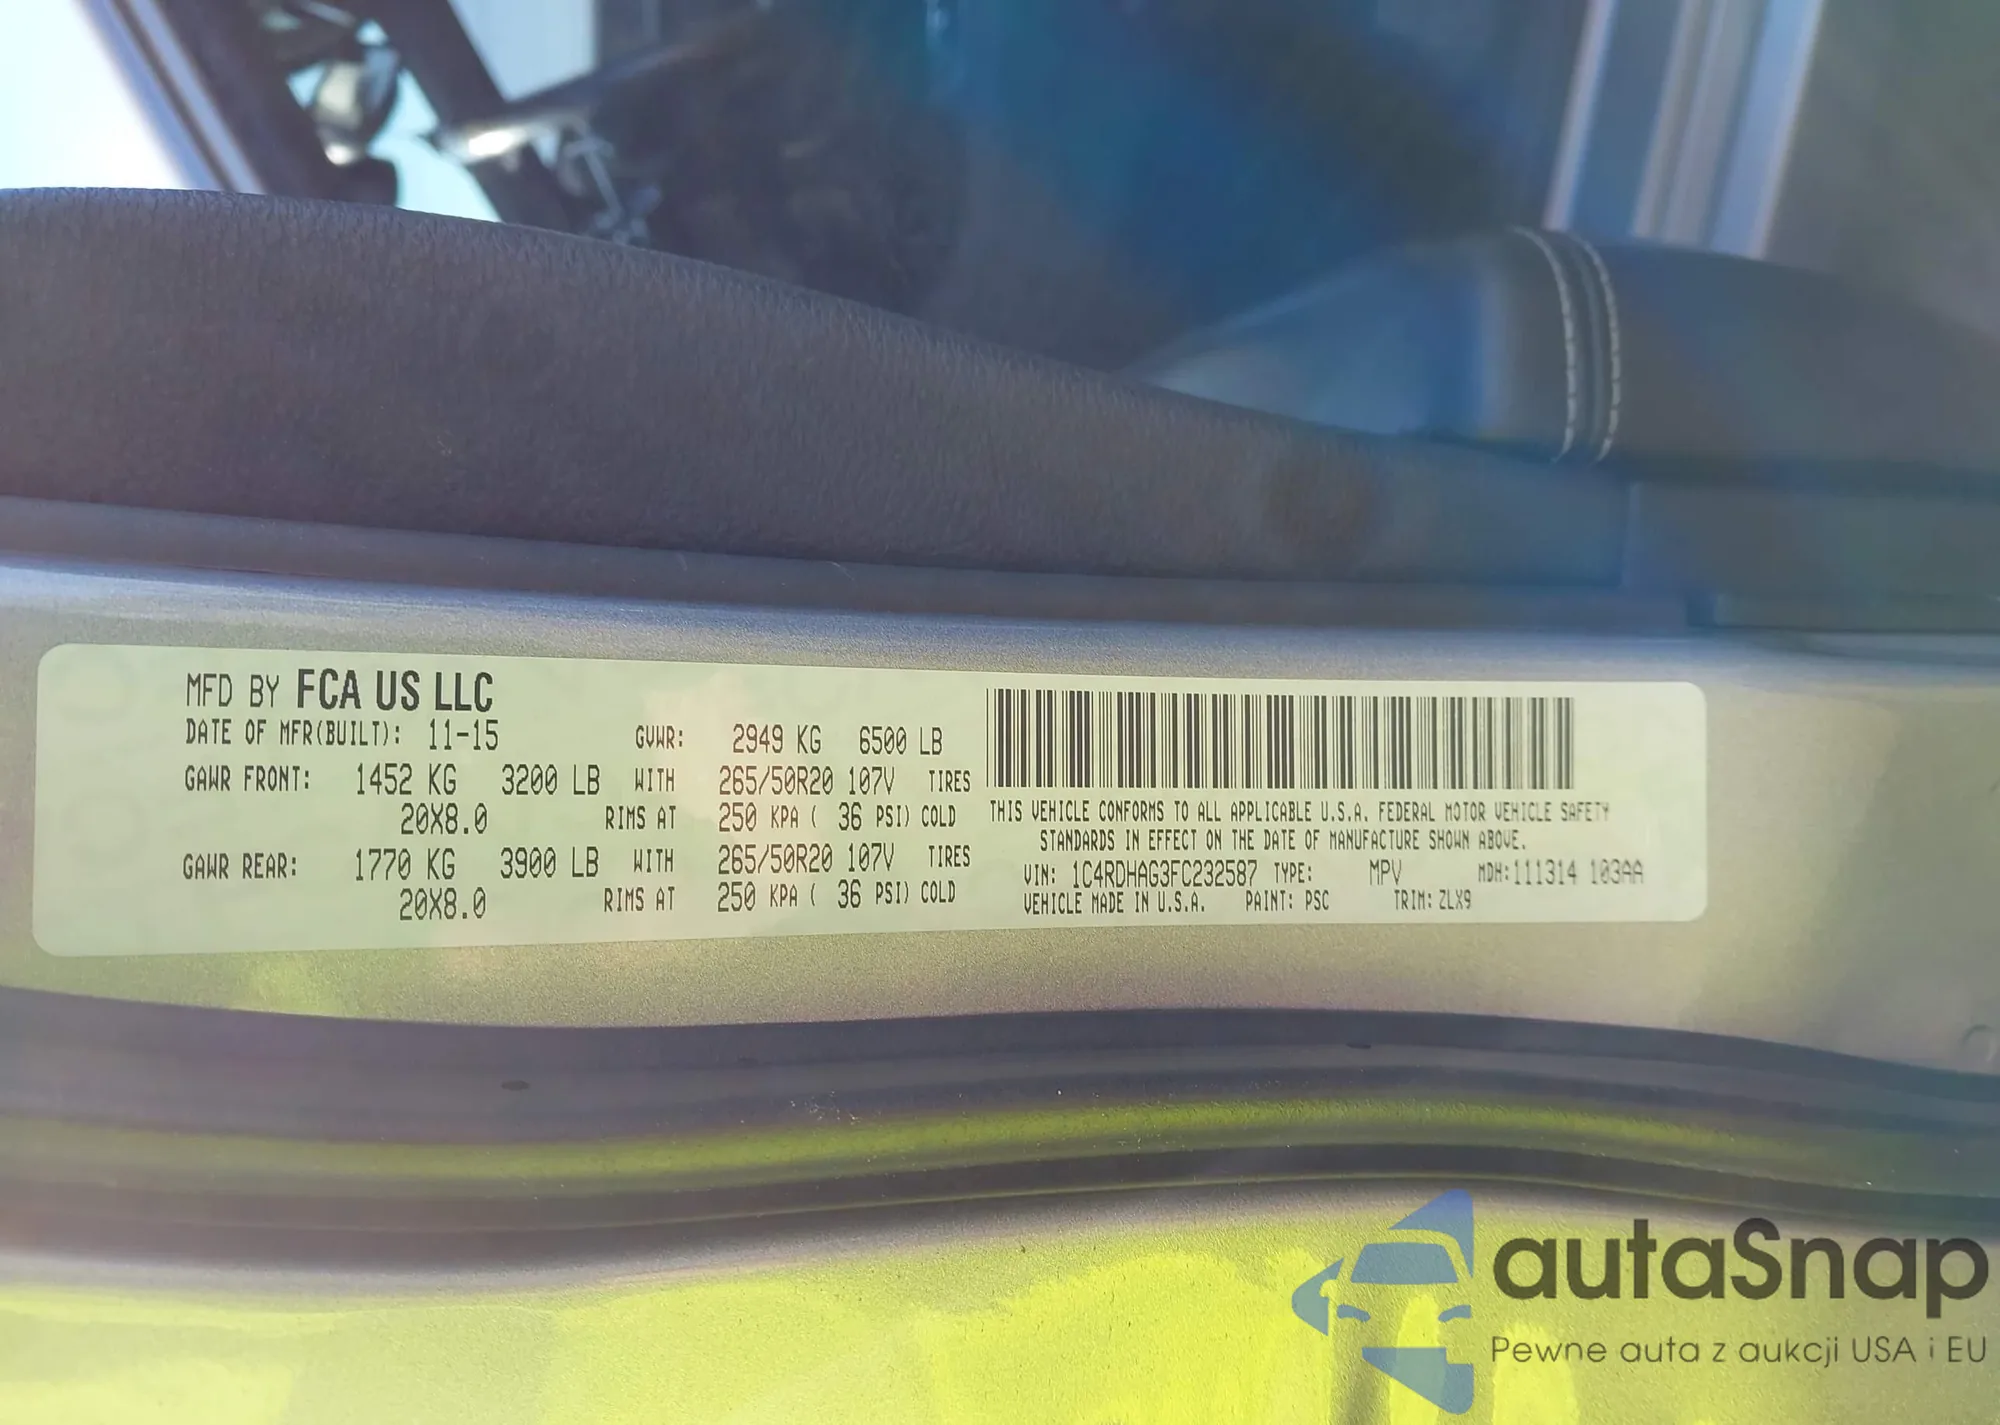 MFD BY FCA US LLC
DATE OF MFR(BUILT): 11-15 GVWR: 2949 KG 6500 LB
GAWR FRONT: 1452 KG 3200 LB WITH 265/50R20 107V TIRES
20X8.0 RIMS AT 250 KPA ( 36 PSI) COLD
GAWR REAR: 1770 KG 3900 LB WITH 265/50R20 107V TIRES
20X8.0 RIMS AT 250 KPA ( 36 PSI) COLD
THIS VEHICLE CONFORMS TO ALL APPLICABLE U.S.A. FEDERAL MOTOR VEHICLE SAFETY
STANDARDS IN EFFECT ON THE DATE OF MANUFACTURE SHOWN ABOVE.
VIN: 1C4RDHAG3FC232587 TYPE: MPV MDH:111314 103AA
VEHICLE MADE IN U.S.A. PAINT: PSC TRIM: ZLX9
autaSnap
Pewne auta z aukcji USA i EU